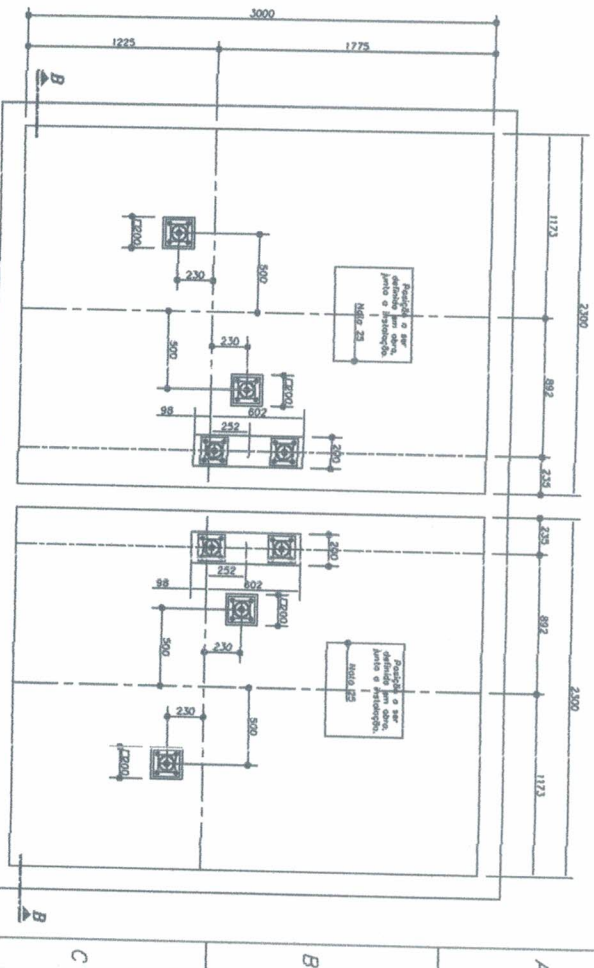 3000
1225
1775
B
2300
1173
892
235
Posição a ser
definida em obra,
junto a instalação.
Nota 25
□200
230
500
500
230
□200
98
602
252
200
2300
235
892
1173
200
252
98
602
□200
230
500
Posição a ser
definida em obra,
junto a instalação.
Nota 25
230
500
□200
B
A
B
C